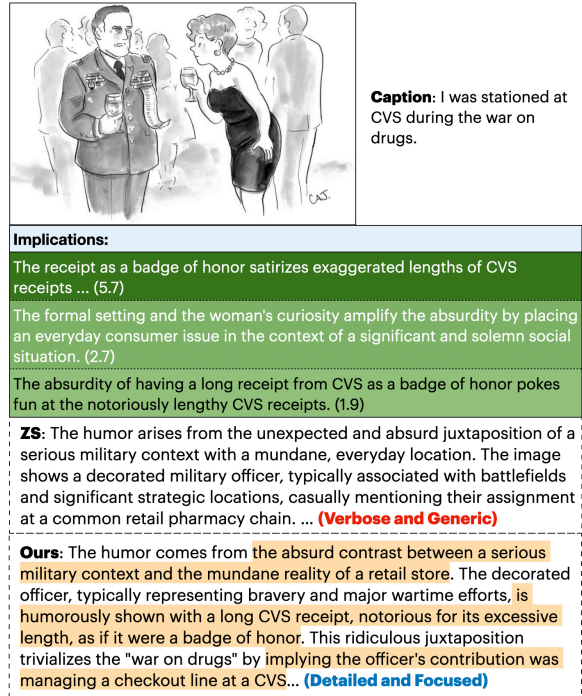 Caption: I was stationed at
CVS during the war on
drugs.
CAJ.
Implications:
The receipt as a badge of honor satirizes exaggerated lengths of CVS
receipts ... (5.7)
The formal setting and the woman's curiosity amplify the absurdity by placing
an everyday consumer issue in the context of a significant and solemn social
situation. (2.7)
The absurdity of having a long receipt from CVS as a badge of honor pokes
fun at the notoriously lengthy CVS receipts. (1.9)
ZS: The humor arises from the unexpected and absurd juxtaposition of a
serious military context with a mundane, everyday location. The image
shows a decorated military officer, typically associated with battlefields
and significant strategic locations, casually mentioning their assignment
at a common retail pharmacy chain. ... (Verbose and Generic)
Ours: The humor comes from the absurd contrast between a serious
military context and the mundane reality of a retail store. The decorated
officer, typically representing bravery and major wartime efforts, is
humorously shown with a long CVS receipt, notorious for its excessive
length, as if it were a badge of honor. This ridiculous juxtaposition
trivializes the "war on drugs" by implying the officer's contribution was
managing a checkout line at a CVS... (Detailed and Focused)